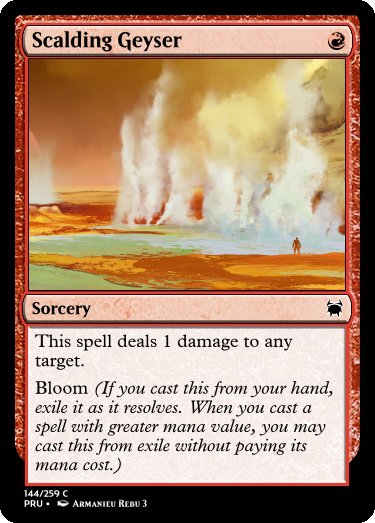 Scalding Geyser
Sorcery
This spell deals 1 damage to any
target.
Bloom (If you cast this from your hand,
exile it as it resolves. When you cast a
spell with greater mana value, you may
cast this from exile without paying its
mana cost.)
144/259 C
PRU • Armanieu Rebu 3